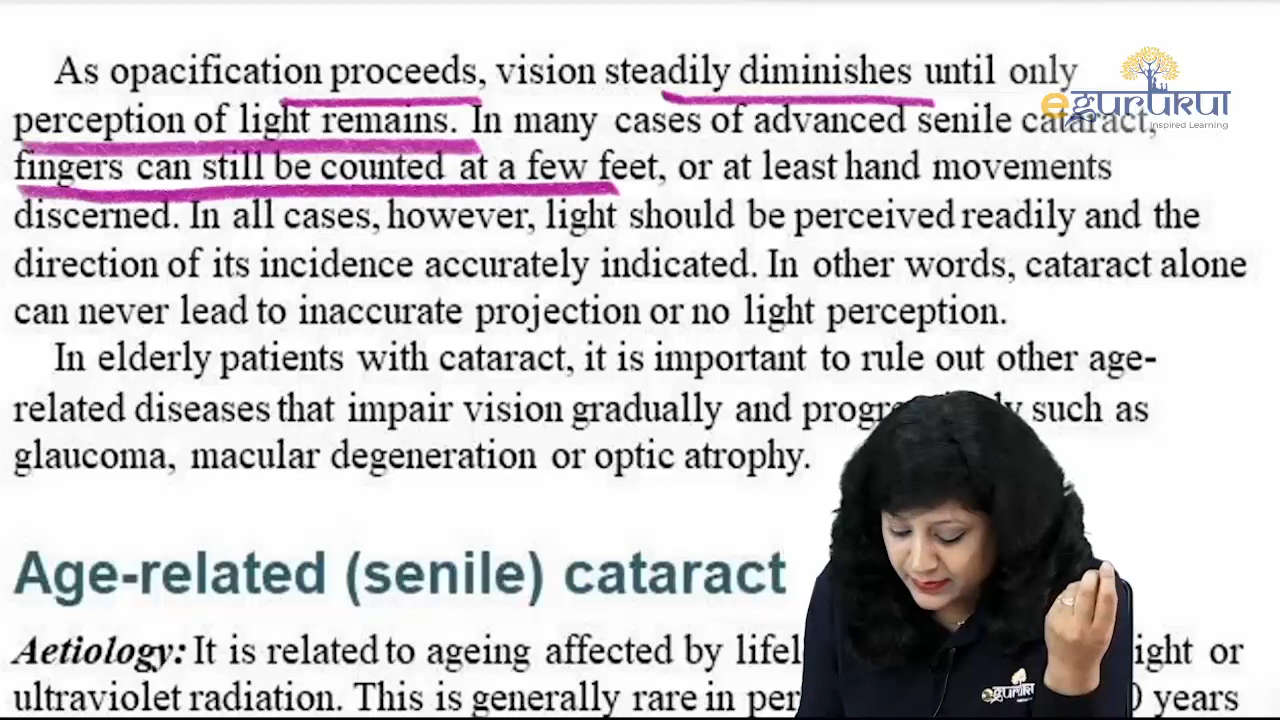 As opacification proceeds, vision steadily diminishes until only
perception of light remains. In many cases of advanced senile cataract,
fingers can still be counted at a few feet, or at least hand movements
discerned. In all cases, however, light should be perceived readily and the
direction of its incidence accurately indicated. In other words, cataract alone
can never lead to inaccurate projection or no light perception.
In elderly patients with cataract, it is important to rule out other age-
related diseases that impair vision gradually and such as
glaucoma, macular degeneration or optic atrophy.
Age-related (senile) cataract
Aetiology: It is related to ageing affected by or
ultraviolet radiation. This is generally rare in years
egurukul
Inspired Learning
egurukul